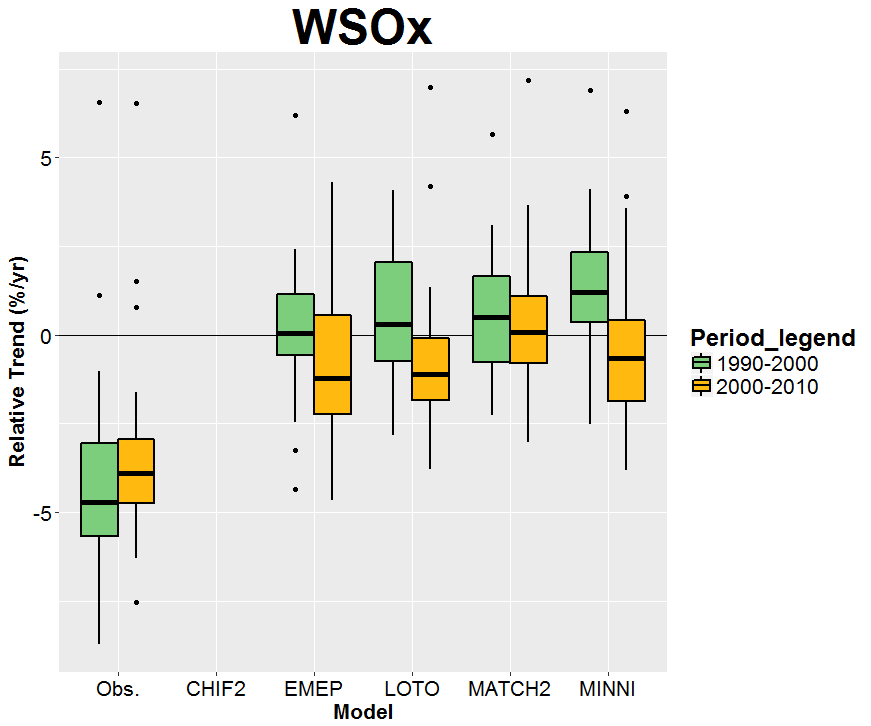 WSOx
Relative Trend (%/yr)
5
0
-5
Obs. CHIF2 EMEP LOTO MATCH2 MINNI
Model
Period_legend
1990-2000
2000-2010